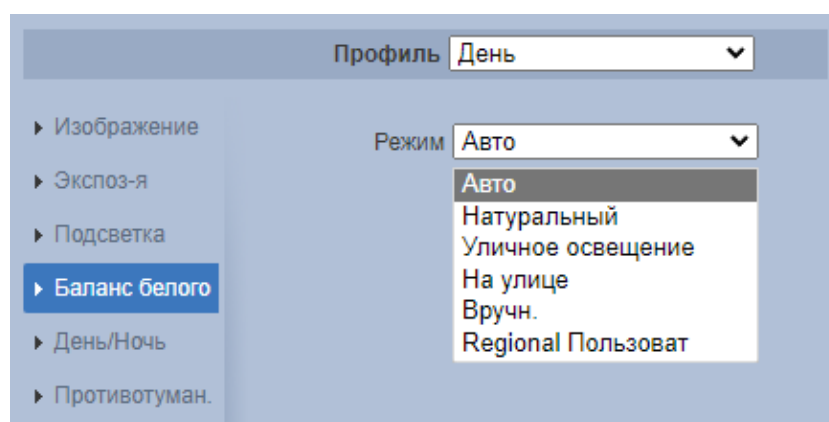 Профиль День
Изображение
Режим Авто
Экспоз-я
Авто
Натуральный
Подсветка
Уличное освещение
Баланс белого
На улице
Вручн.
День/Ночь
Regional Пользоват
Противотуман.